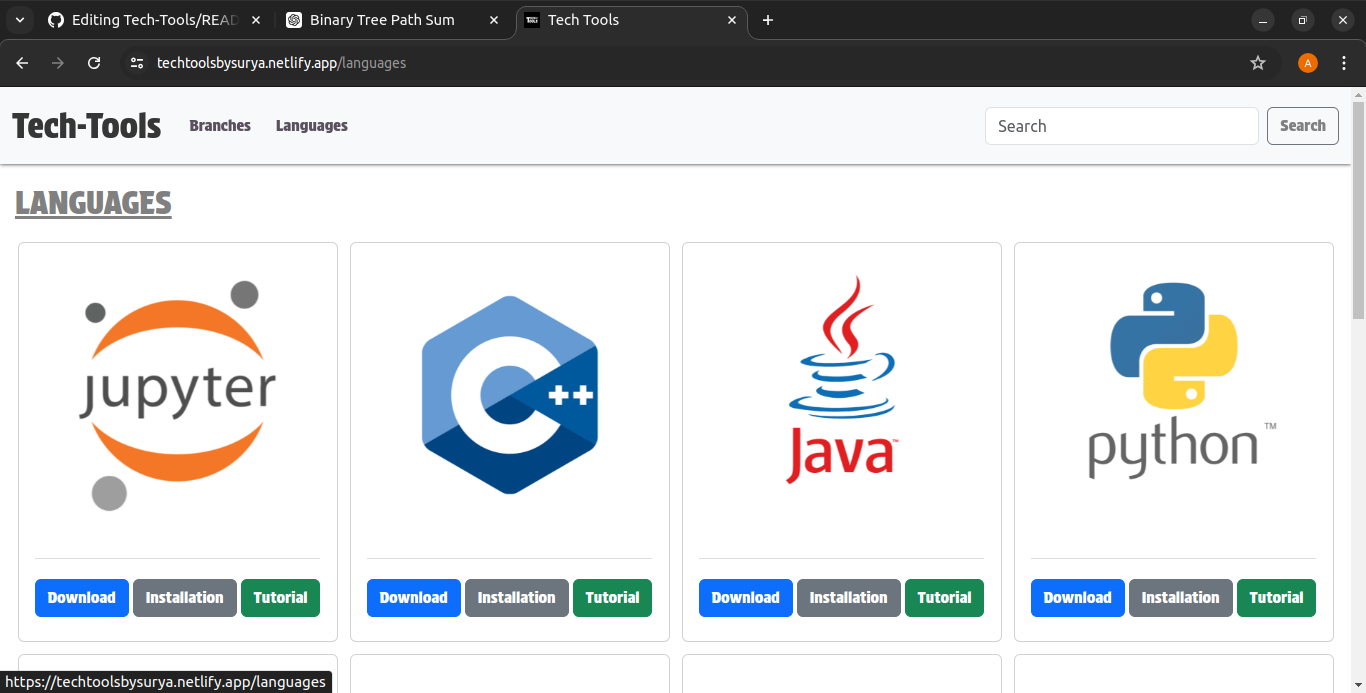 Editing Tech-Tools/READ
Binary Tree Path Sum
Tech Tools
techtoolsbysurya.netlify.app/languages
A
Tech-Tools Branches Languages Search Search
LANGUAGES
jupyter
C ++
Java™
python™
Download Installation Tutorial
Download Installation Tutorial
Download Installation Tutorial
Download Installation Tutorial
https://techtoolsbysurya.netlify.app/languages